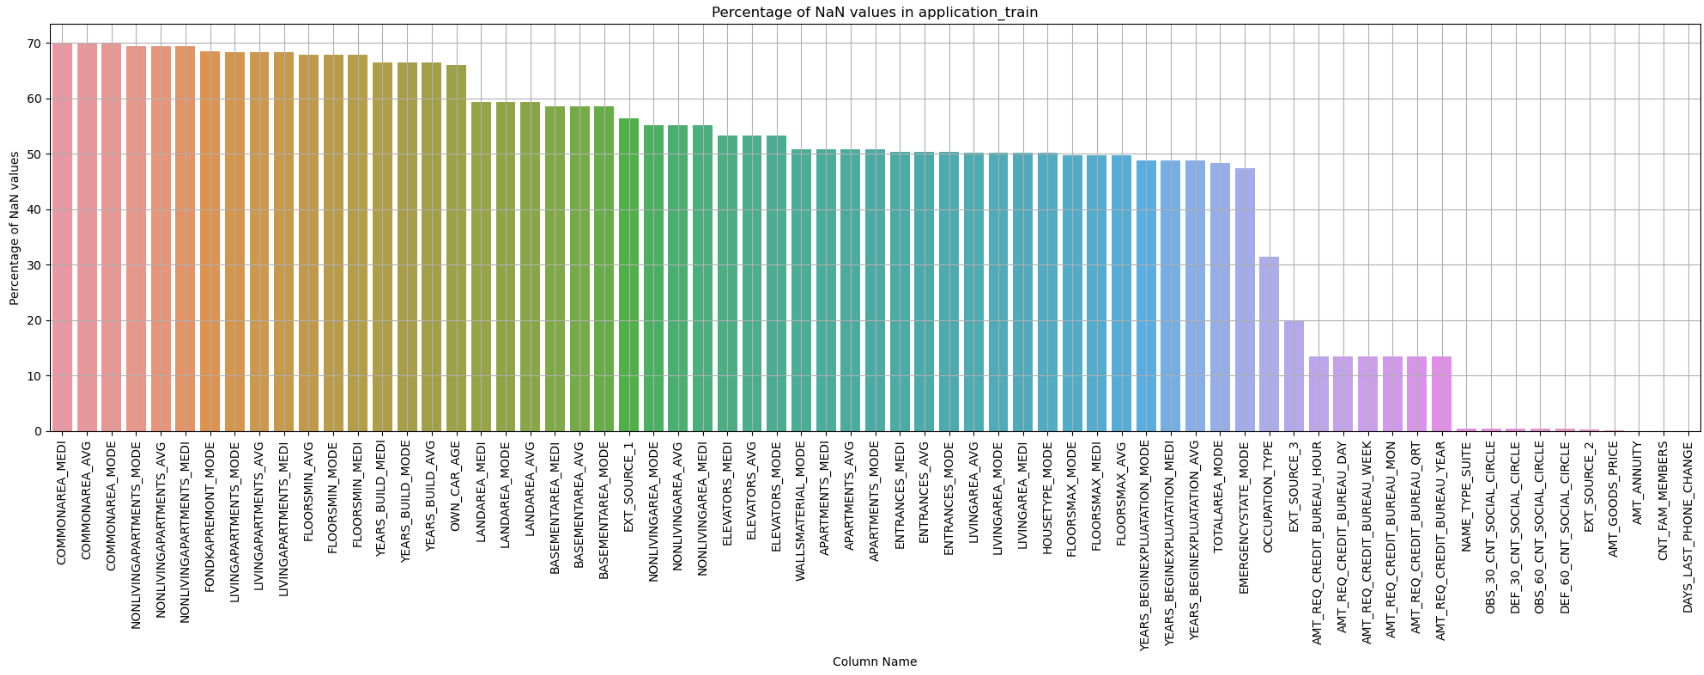 Percentage of NaN values in application_train
Percentage of NaN values
70
60
50
40
30
20
10
0
COMMONAREA_MEDI
COMMONAREA_AVG
COMMONAREA_MODE
NONLIVINGAPARTMENTS_MODE
NONLIVINGAPARTMENTS_AVG
NONLIVINGAPARTMENTS_MEDI
FONDKAPREMONT_MODE
LIVINGAPARTMENTS_MODE
LIVINGAPARTMENTS_AVG
LIVINGAPARTMENTS_MEDI
FLOORSMIN_AVG
FLOORSMIN_MODE
FLOORSMIN_MEDI
YEARS_BUILD_MEDI
YEARS_BUILD_MODE
YEARS_BUILD_AVG
OWN_CAR_AGE
LANDAREA_MEDI
LANDAREA_MODE
LANDAREA_AVG
BASEMENTAREA_MEDI
BASEMENTAREA_AVG
BASEMENTAREA_MODE
EXT_SOURCE_1
NONLIVINGAREA_MODE
NONLIVINGAREA_AVG
NONLIVINGAREA_MEDI
ELEVATORS_MEDI
ELEVATORS_AVG
ELEVATORS_MODE
WALLSMATERIAL_MODE
APARTMENTS_MEDI
APARTMENTS_AVG
APARTMENTS_MODE
ENTRANCES_MEDI
ENTRANCES_AVG
ENTRANCES_MODE
LIVINGAREA_AVG
LIVINGAREA_MODE
LIVINGAREA_MEDI
HOUSETYPE_MODE
FLOORSMAX_MODE
FLOORSMAX_MEDI
FLOORSMAX_AVG
YEARS_BEGINEXPLUATATION_MODE
YEARS_BEGINEXPLUATATION_MEDI
YEARS_BEGINEXPLUATATION_AVG
TOTALAREA_MODE
EMERGENCYSTATE_MODE
OCCUPATION_TYPE
EXT_SOURCE_3
AMT_REQ_CREDIT_BUREAU_HOUR
AMT_REQ_CREDIT_BUREAU_DAY
AMT_REQ_CREDIT_BUREAU_WEEK
AMT_REQ_CREDIT_BUREAU_MON
AMT_REQ_CREDIT_BUREAU_QRT
AMT_REQ_CREDIT_BUREAU_YEAR
NAME_TYPE_SUITE
OBS_30_CNT_SOCIAL_CIRCLE
DEF_30_CNT_SOCIAL_CIRCLE
OBS_60_CNT_SOCIAL_CIRCLE
DEF_60_CNT_SOCIAL_CIRCLE
EXT_SOURCE_2
AMT_GOODS_PRICE
AMT_ANNUITY
CNT_FAM_MEMBERS
DAYS_LAST_PHONE_CHANGE
Column Name